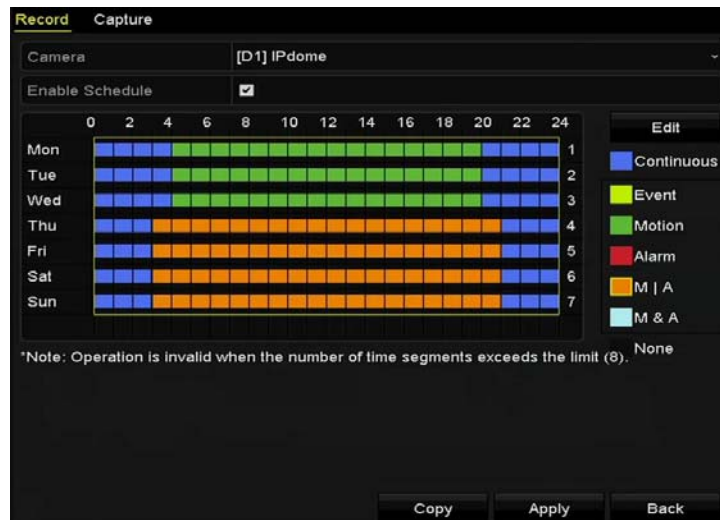 Record Capture
Camera [D1] IPdome
Enable Schedule
0 2 4 6 8 10 12 14 16 18 20 22 24
Edit
Mon 1
Continuous
Tue 2
Wed 3
Event
Thu 4
Motion
Fri 5
Alarm
Sat 6
M | A
Sun 7
M & A
None
*Note: Operation is invalid when the number of time segments exceeds the limit (8).
Copy Apply Back